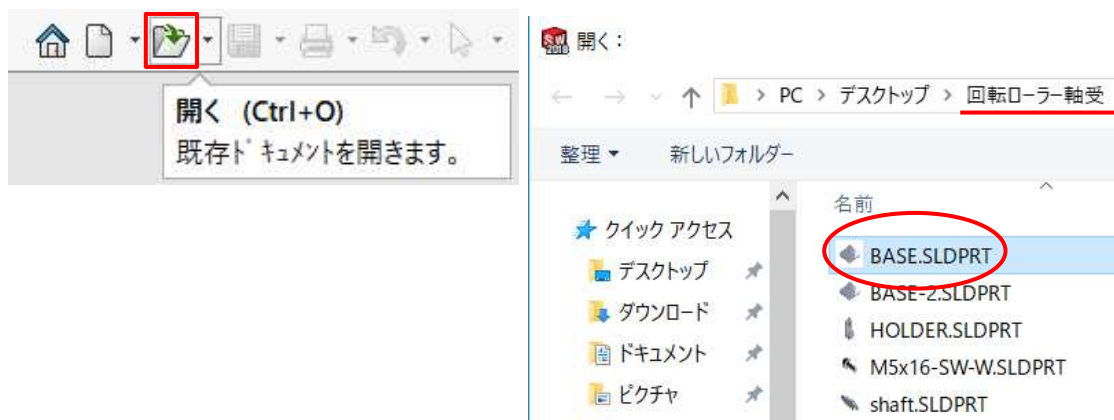 開く (Ctrl+O)
既存ﾄﾞｷｭﾒﾝﾄを開きます。
SW
2018
開く：
PC > デスクトップ > 回転ローラー軸受
整理
新しいフォルダー
名前
クイック アクセス
デスクトップ
ダウンロード
ドキュメント
ピクチャ
BASE.SLDPRT
BASE-2.SLDPRT
HOLDER.SLDPRT
M5x16-SW-W.SLDPRT
shaft.SLDPRT